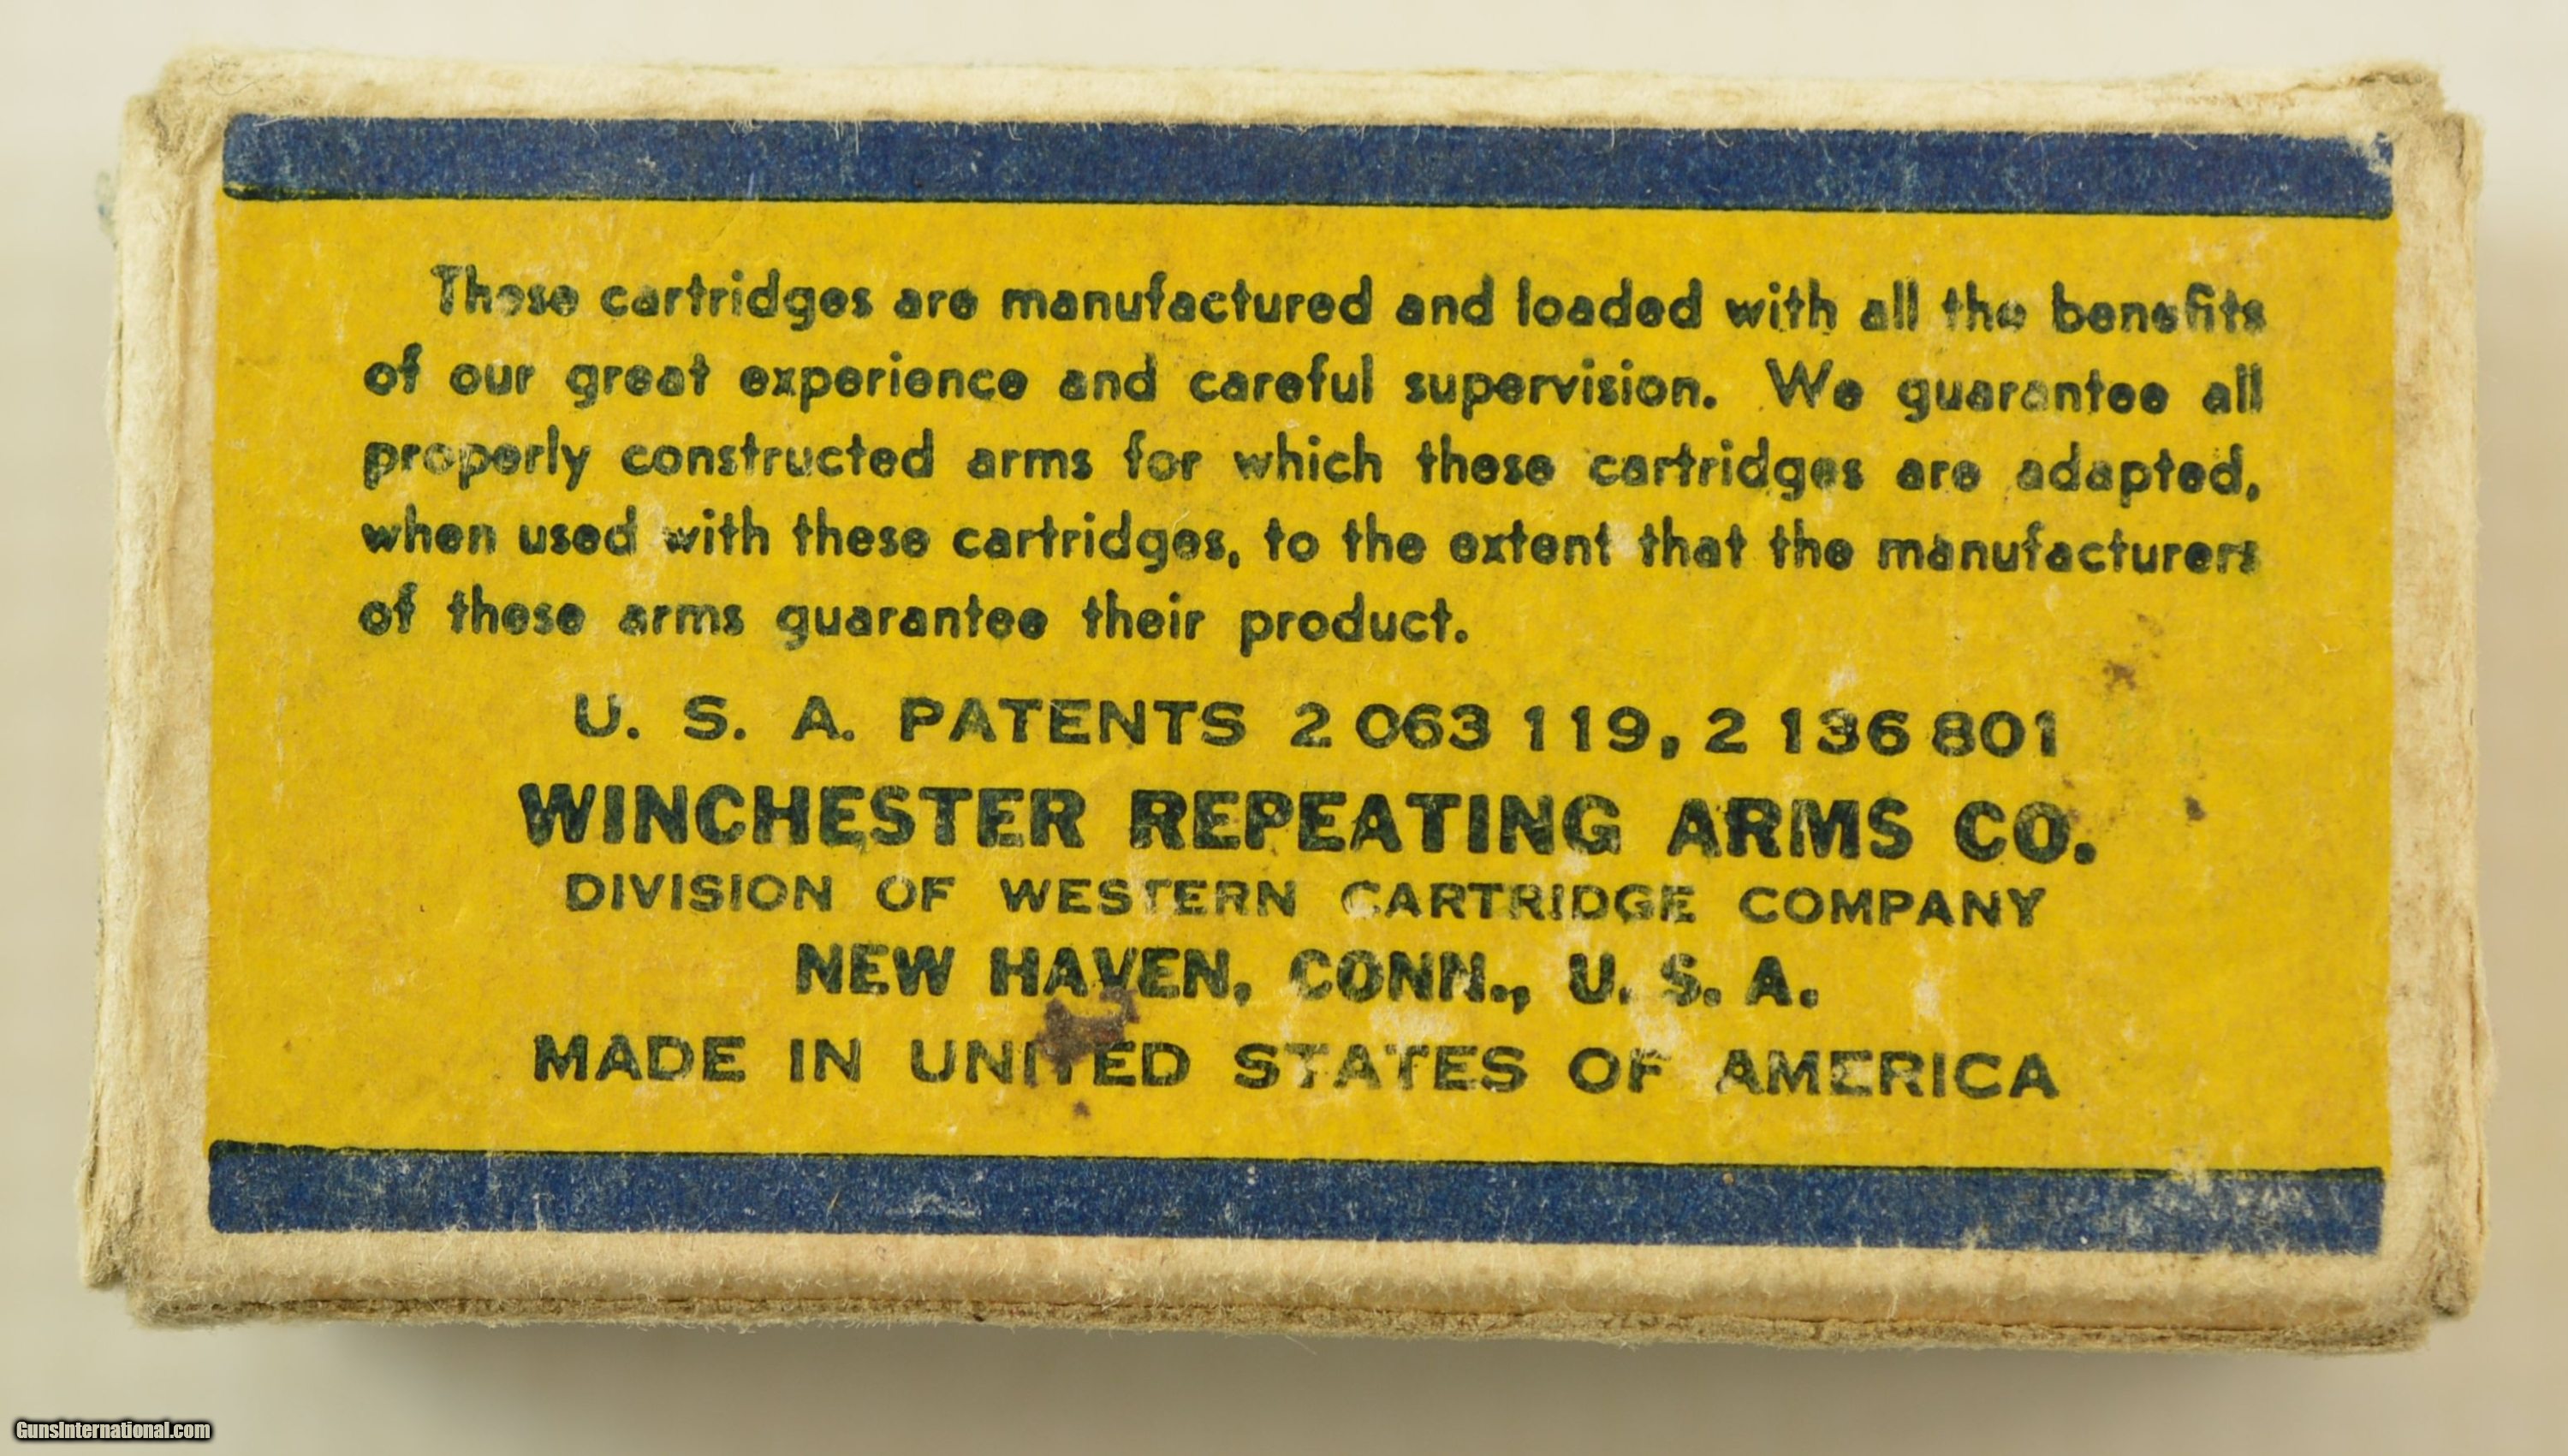 These cartridges are manufactured and loaded with all the benefits
of our great experience and careful supervision. We guarantee all
properly constructed arms for which these cartridges are adapted,
when used with these cartridges, to the extent that the manufacturers
of these arms guarantee their product.
U. S. A. PATENTS 2 063 119, 2 136 801
WINCHESTER REPEATING ARMS CO.
DIVISION OF WESTERN CARTRIDGE COMPANY
NEW HAVEN, CONN., U. S. A.
MADE IN UNITED STATES OF AMERICA
GunsInternational.com